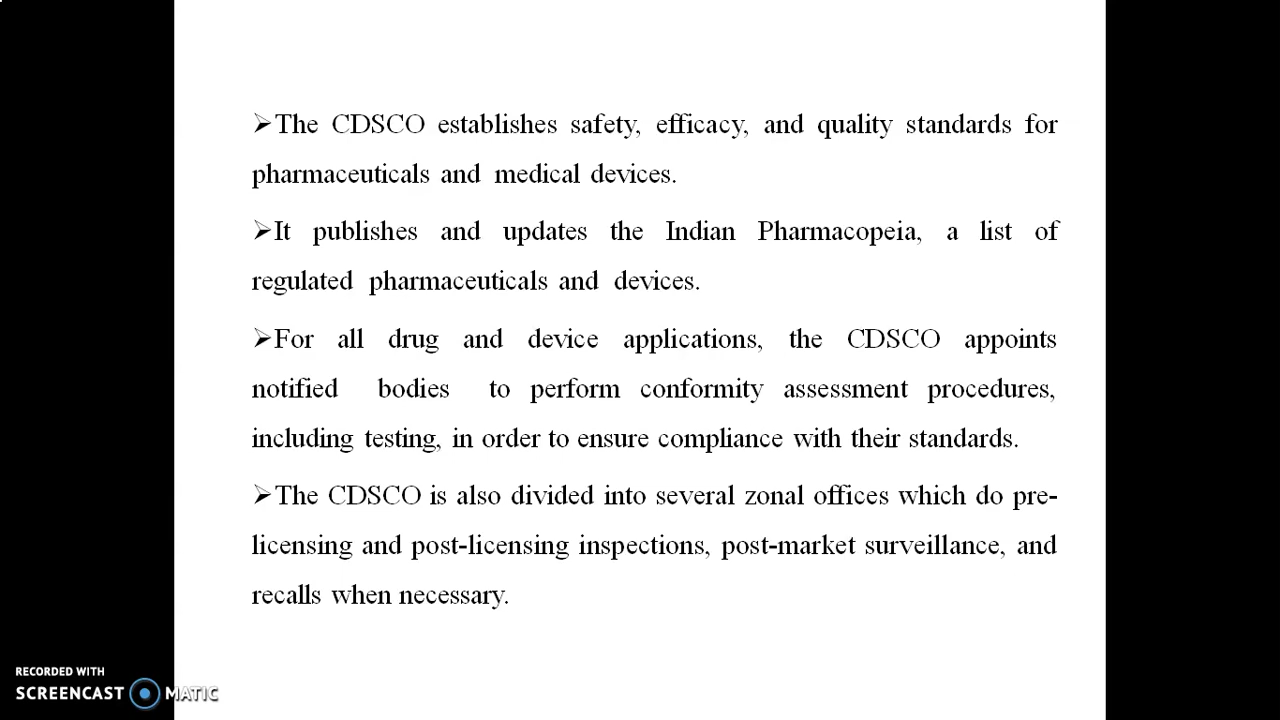 ➢The CDSCO establishes safety, efficacy, and quality standards for
pharmaceuticals and medical devices.
➢It publishes and updates the Indian Pharmacopeia, a list of
regulated pharmaceuticals and devices.
➢For all drug and device applications, the CDSCO appoints
notified bodies to perform conformity assessment procedures,
including testing, in order to ensure compliance with their standards.
➢The CDSCO is also divided into several zonal offices which do pre-
licensing and post-licensing inspections, post-market surveillance, and
recalls when necessary.
RECORDED WITH
SCREENCAST MATIC